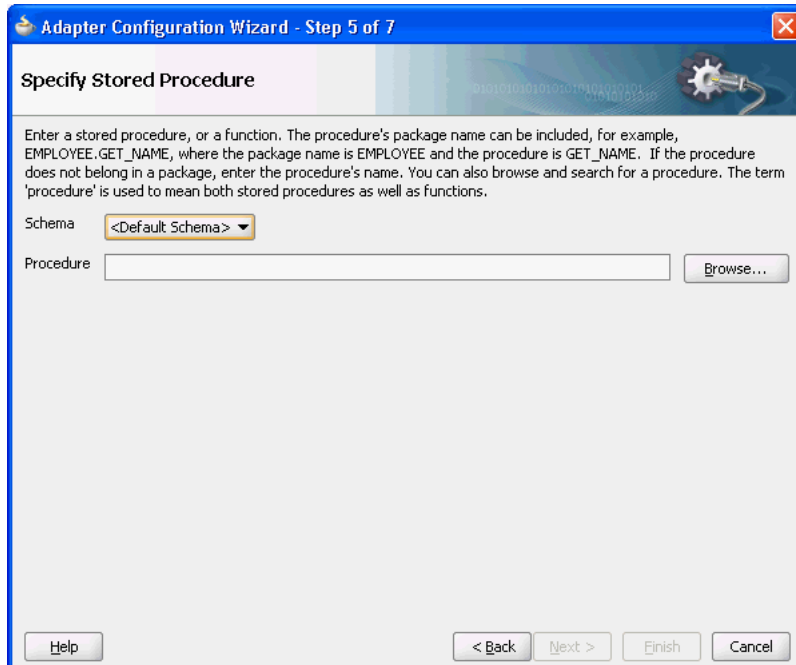 Adapter Configuration Wizard - Step 5 of 7
Specify Stored Procedure
Enter a stored procedure, or a function. The procedure's package name can be included, for example,
EMPLOYEE.GET_NAME, where the package name is EMPLOYEE and the procedure is GET_NAME.  If the procedure
does not belong in a package, enter the procedure's name. You can also browse and search for a procedure. The term
'procedure' is used to mean both stored procedures as well as functions.
Schema <Default Schema>
Procedure Browse...
Help < Back Next > Finish Cancel